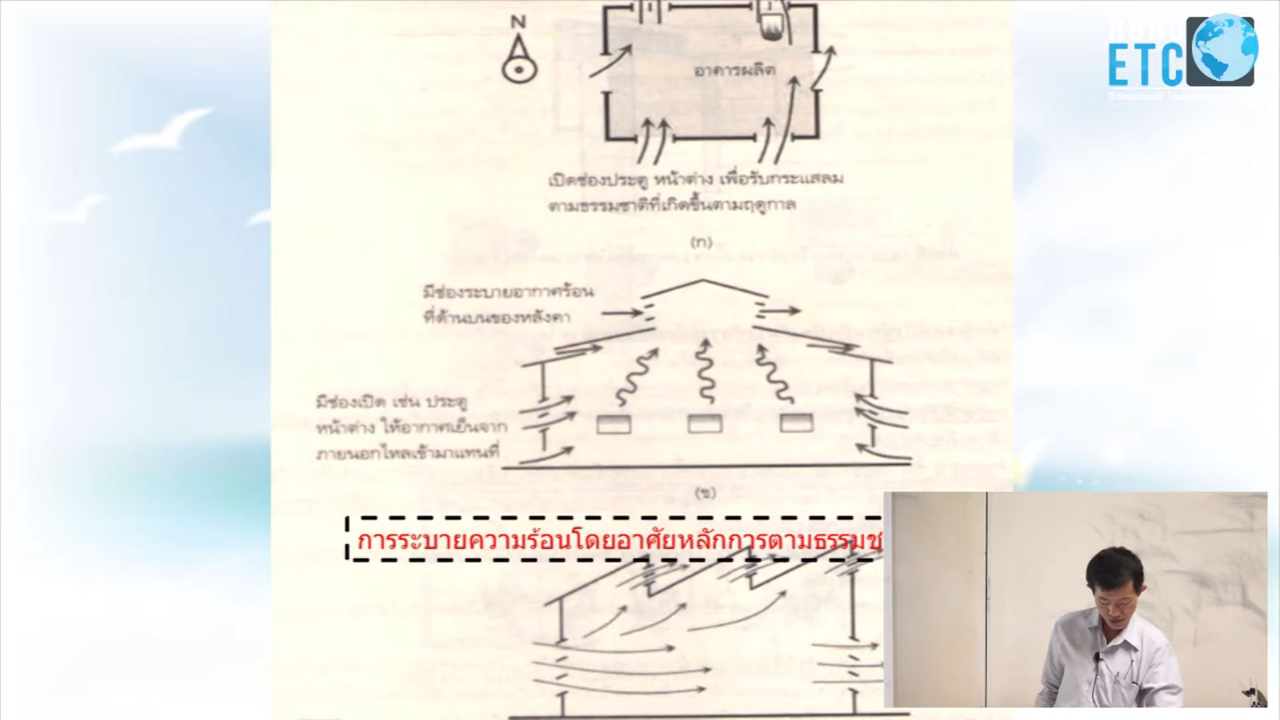 N
ETC
อาคารผลิต
เปิดช่องประตู หน้าต่าง เพื่อรับกระแสลม
ตามธรรมชาติที่เกิดขึ้นตามฤดูกาล
(ก)
มีช่องระบายอากาศร้อน
ที่ด้านบนของหลังคา
มีช่องเปิด เช่น ประตู
หน้าต่าง ให้อากาศเย็นจาก
ภายนอกไหลเข้ามาแทนที่
(ข)
การระบายความร้อนโดยอาศัยหลักการตามธรรมช